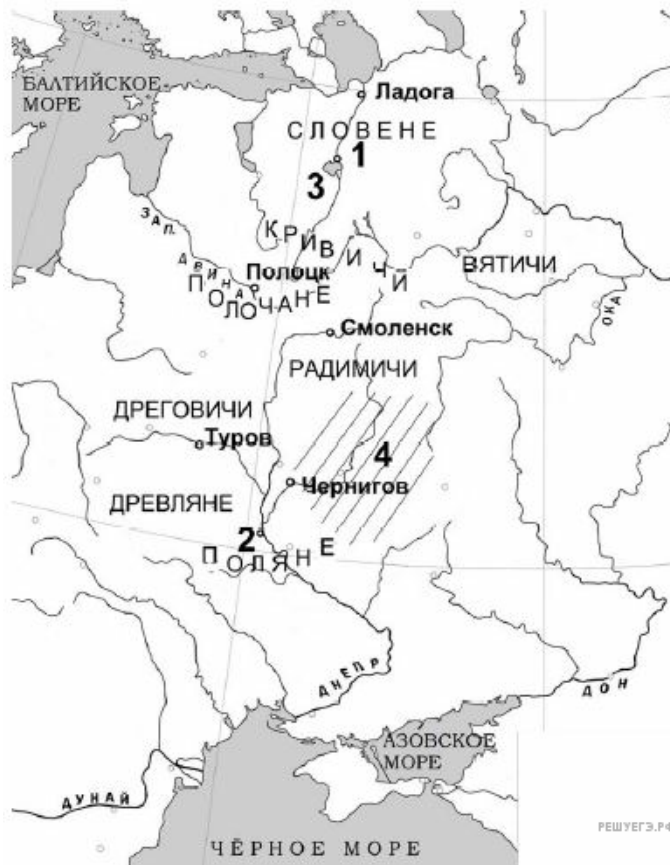 БАЛТИЙСКОЕ
МОРЕ
Ладога
СЛОВЕНЕ
1
3
КРИВИЧИ
ЗАП. ДВИНА
Полоцк
ПОЛОЧАНЕ
ВЯТИЧИ
ОКА
Смоленск
РАДИМИЧИ
ДРЕГОВИЧИ
Туров
4
Чернигов
ДРЕВЛЯНЕ
2
ПОЛЯНЕ
ДНЕПР
ДОН
АЗОВСКОЕ
МОРЕ
ДУНАЙ
ЧЁРНОЕ МОРЕ
РЕШУЕГЭ.РФ